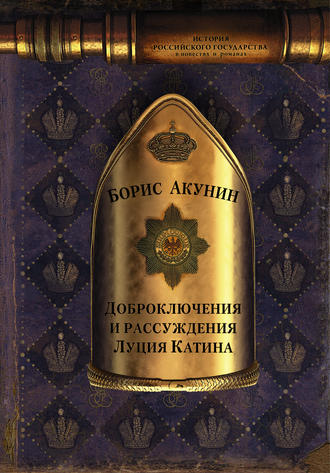 ИСТОРИЯ
РОССИЙСКОГО ГОСУДАРСТВА
в повестях и романах
БОРИС АКУНИН
ДОБРОКЛЮЧЕНИЯ
И РАССУЖДЕНИЯ
ЛУЦИЯ КАТИНА